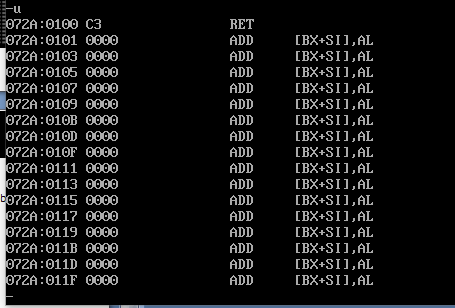 -u
072A:0100 C3 RET
072A:0101 0000 ADD [BX+SI],AL
072A:0103 0000 ADD [BX+SI],AL
072A:0105 0000 ADD [BX+SI],AL
072A:0107 0000 ADD [BX+SI],AL
072A:0109 0000 ADD [BX+SI],AL
072A:010B 0000 ADD [BX+SI],AL
072A:010D 0000 ADD [BX+SI],AL
072A:010F 0000 ADD [BX+SI],AL
072A:0111 0000 ADD [BX+SI],AL
072A:0113 0000 ADD [BX+SI],AL
072A:0115 0000 ADD [BX+SI],AL
072A:0117 0000 ADD [BX+SI],AL
072A:0119 0000 ADD [BX+SI],AL
072A:011B 0000 ADD [BX+SI],AL
072A:011D 0000 ADD [BX+SI],AL
072A:011F 0000 ADD [BX+SI],AL
-